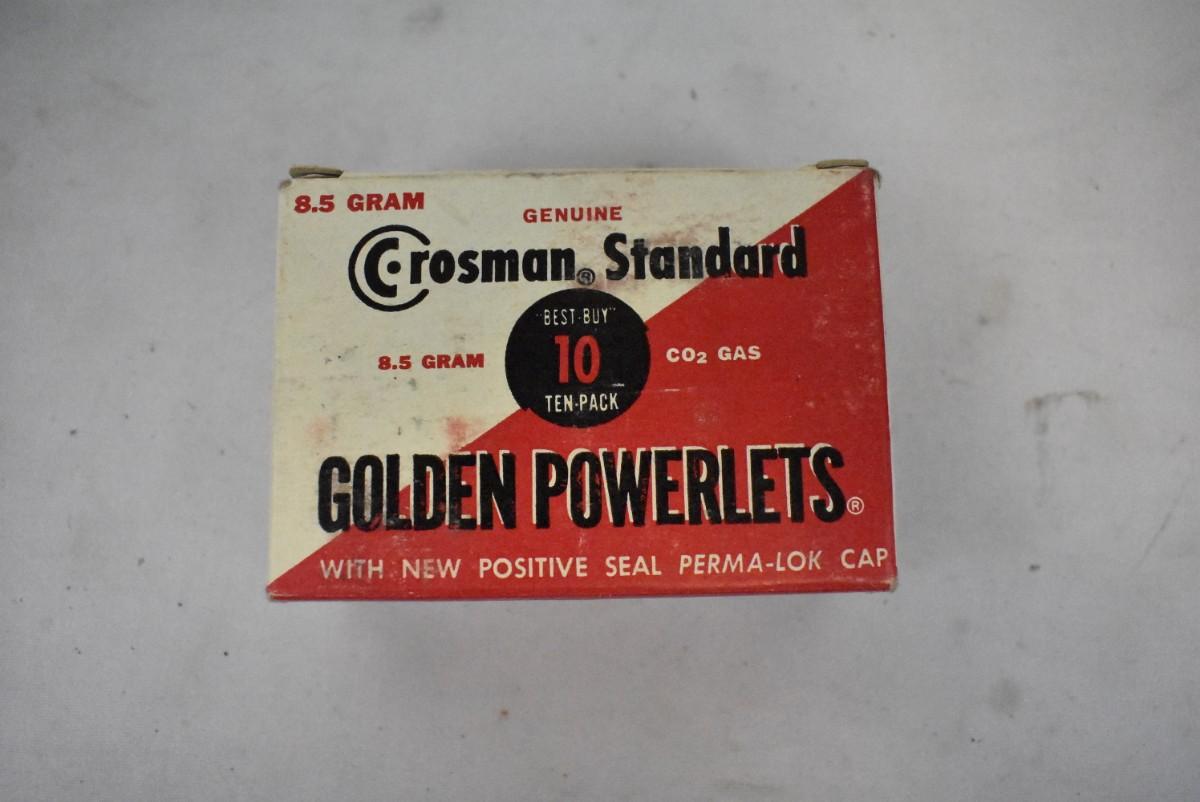 8.5 GRAM
GENUINE
Crosman® Standard
"BEST-BUY"
8.5 GRAM 10 CO₂ GAS
TEN-PACK
GOLDEN POWERLETS®
WITH NEW POSITIVE SEAL PERMA-LOK CAP